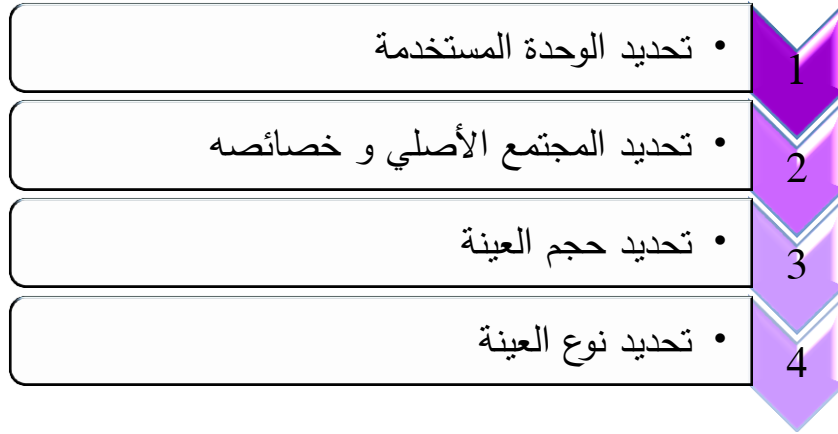 1 • تحديد الوحدة المستخدمة
2 • تحديد المجتمع الأصلي و خصائصه
3 • تحديد حجم العينة
4 • تحديد نوع العينة